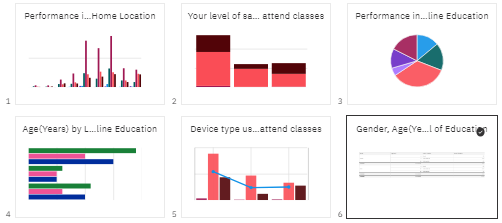 Performance i...Home Location
Your level of sa... attend classes
Performance in...line Education
1
2
3
Age(Years) by L...line Education
Device type us...attend classes
Gender, Age(Ye...l of Education
4
5
6